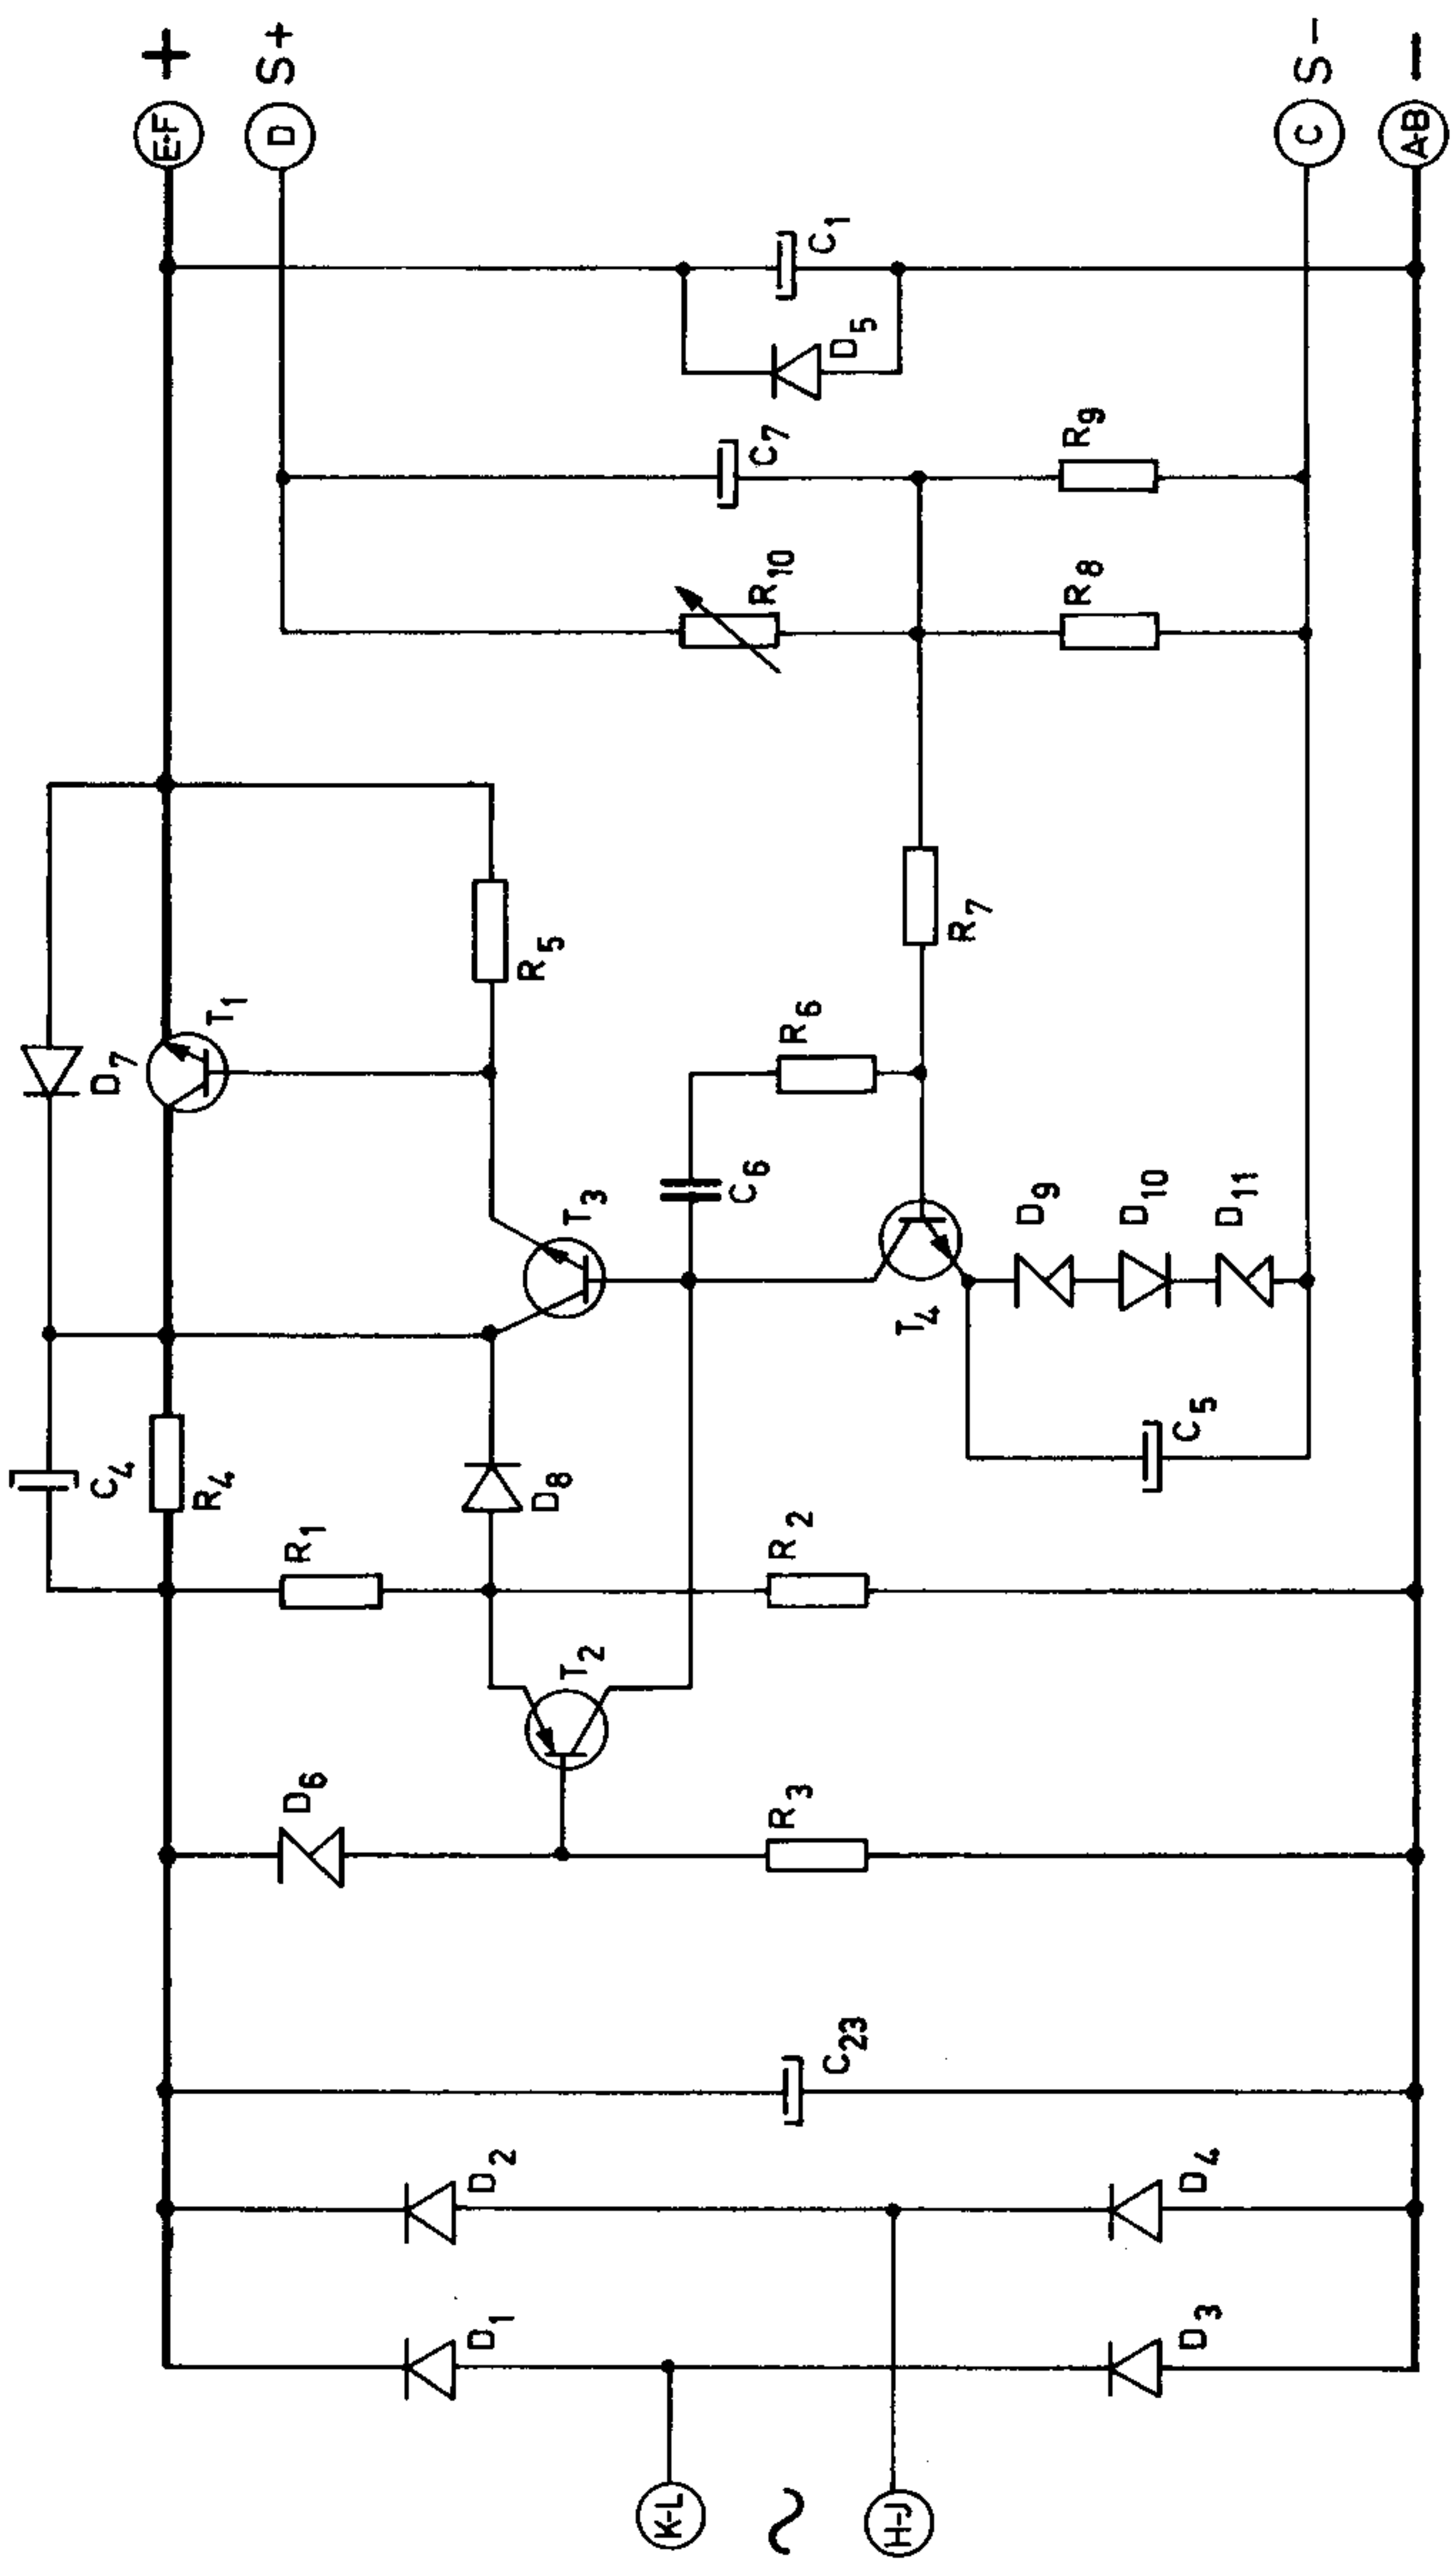 +
E-F
S+
D
S-
C
-
A-B
C1
D5
C7
R9
R10
R8
R5
R7
T1
D7
R6
T3
C6
D9
D10
D11
T4
C4
R4
D8
C5
R1
R2
T2
D6
R3
C23
D2
D4
D1
D3
K-L
~
H-J